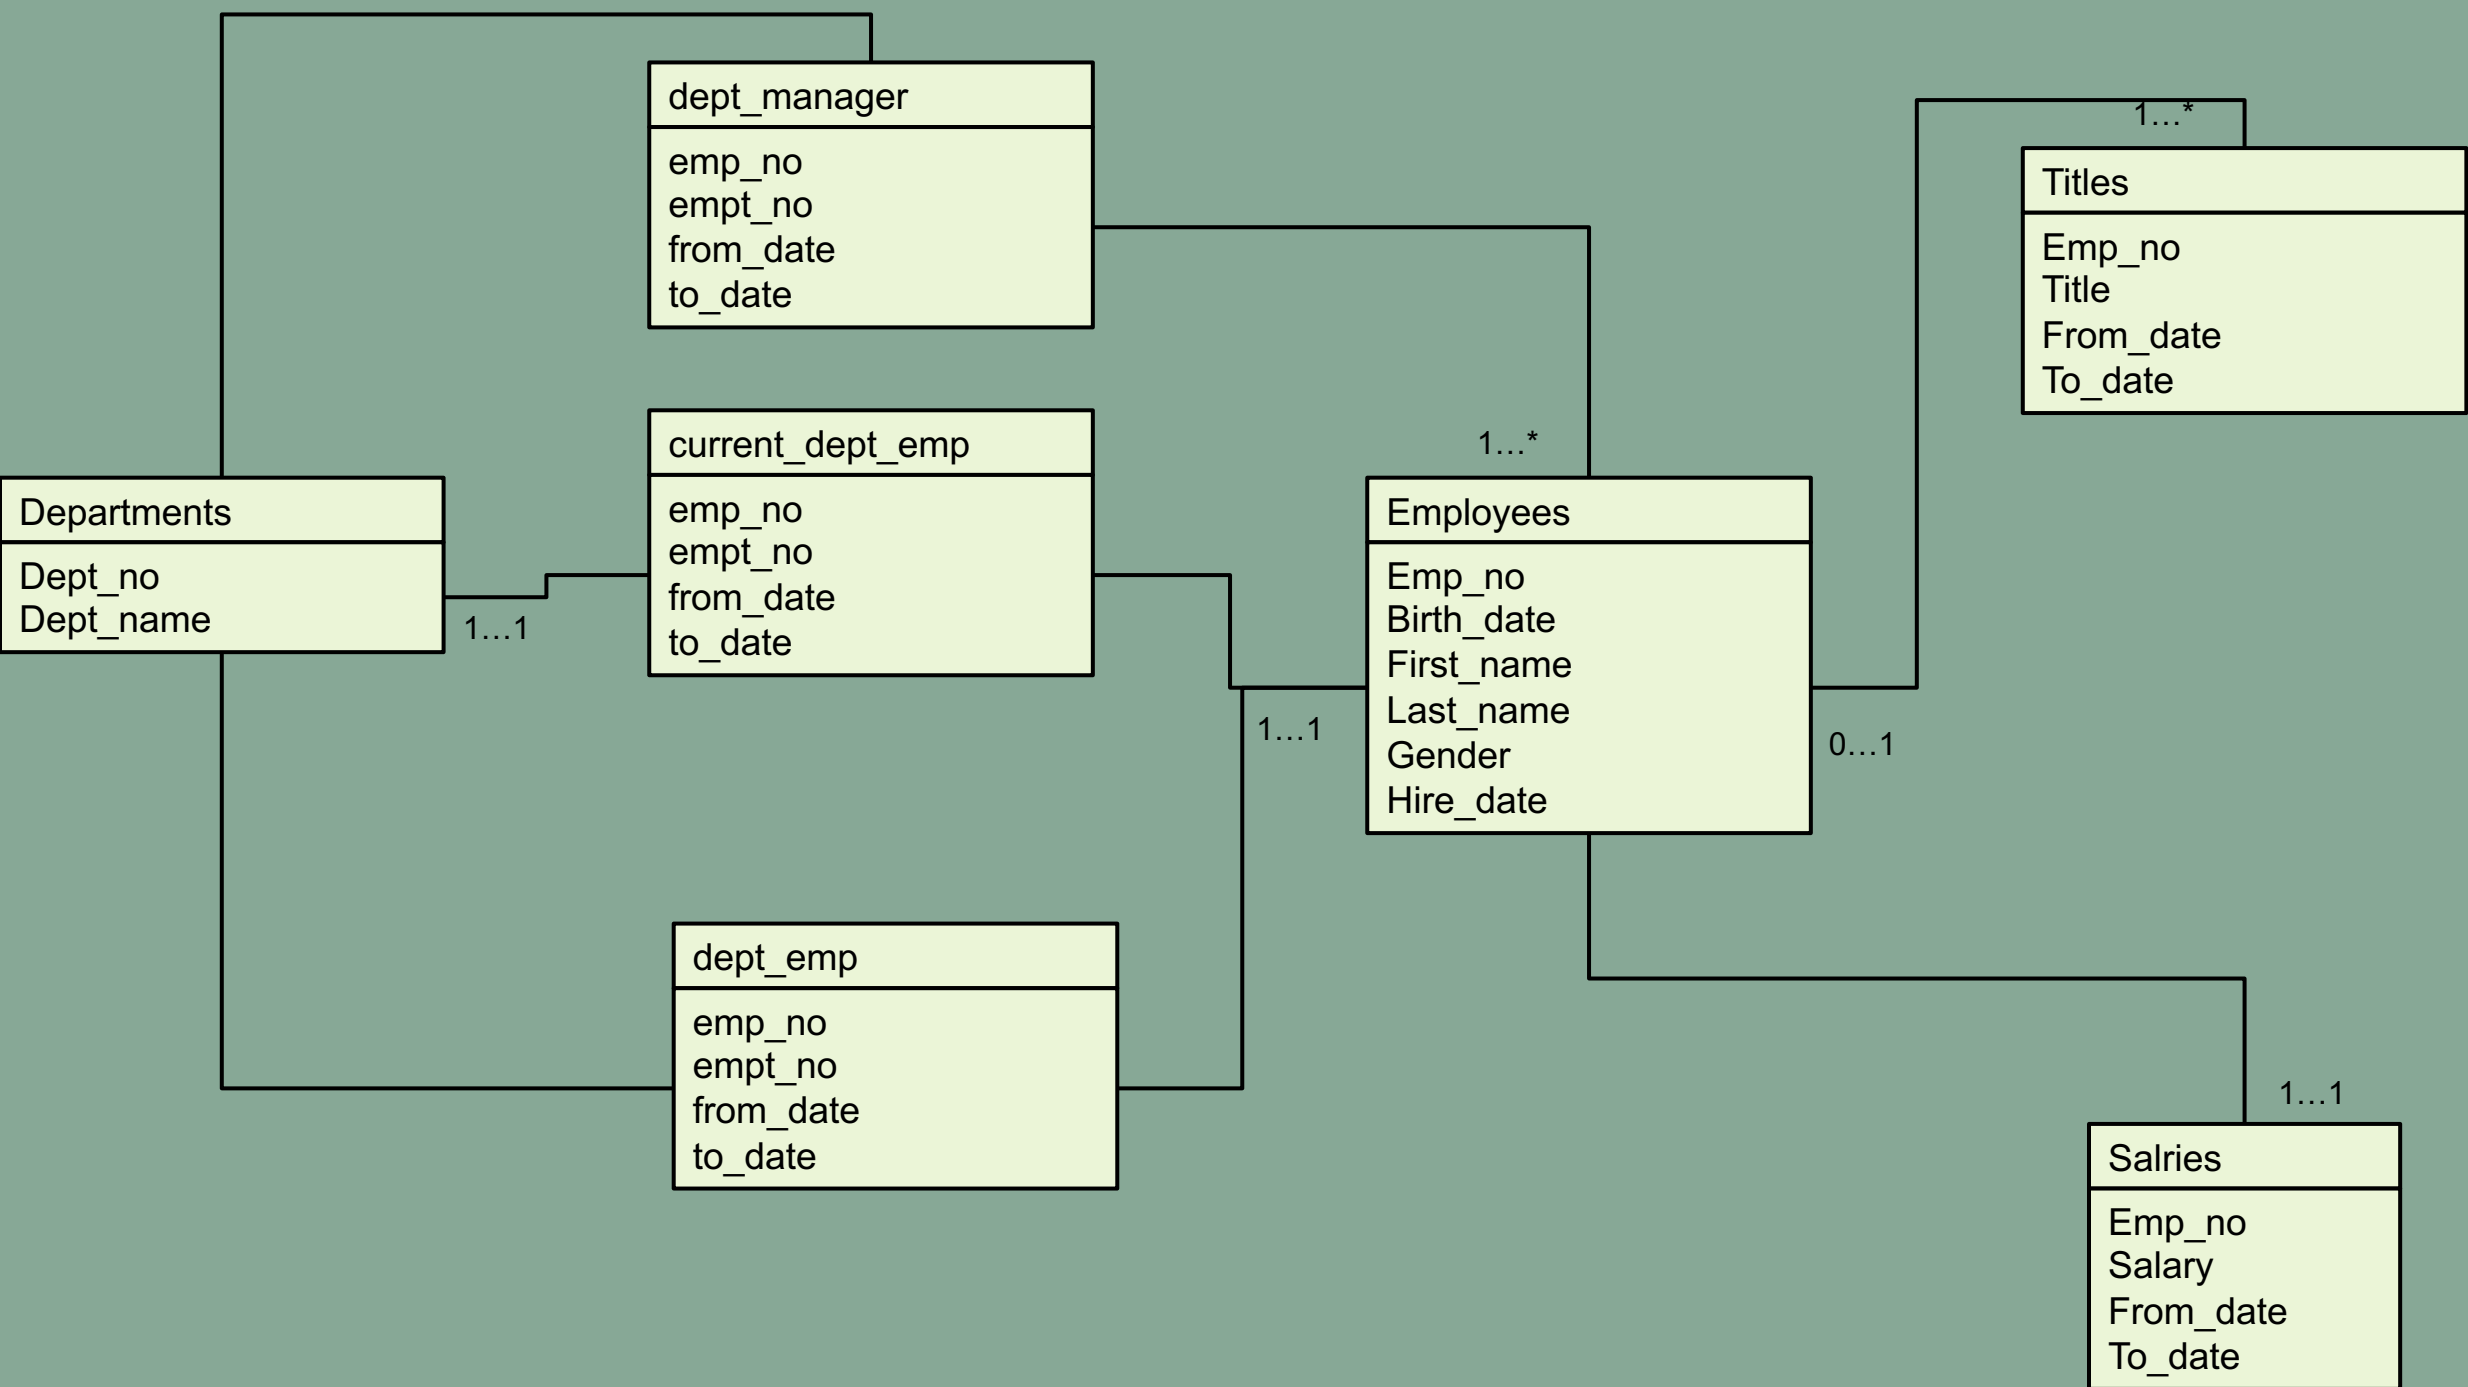 dept_manager
emp_no
empt_no
from_date
to_date
1...*
Titles
Emp_no
Title
From_date
To_date
current_dept_emp
emp_no
empt_no
from_date
to_date
1...*
Departments
Dept_no
Dept_name
1...1
Employees
Emp_no
Birth_date
First_name
Last_name
Gender
Hire_date
1...1
0...1
dept_emp
emp_no
empt_no
from_date
to_date
1...1
Salries
Emp_no
Salary
From_date
To_date